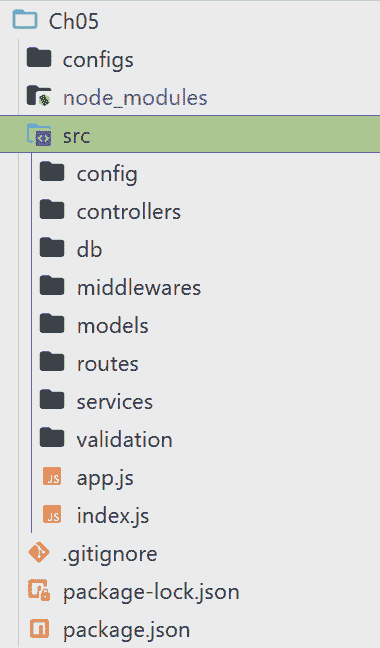 Ch05
configs
node_modules
src
config
controllers
db
middlewares
models
routes
services
validation
JS app.js
JS index.js
.gitignore
package-lock.json
package.json